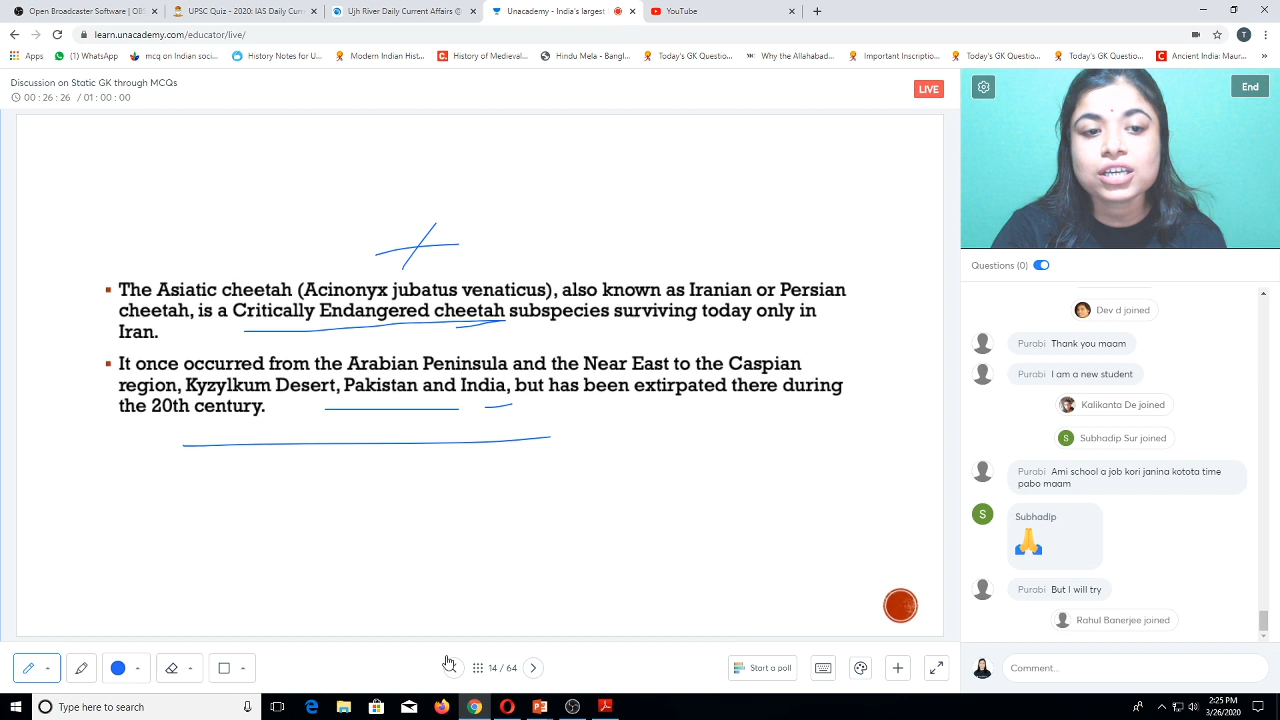 Open Broadcaster Software | OBS
UPSC Quiz - 2020: IAS Daily Curr
Ujh River Daily Current Affairs @
Unacademy - India's largest
YouTube
learn.unacademy.com/educator/live/
Apps
(1) WhatsApp
mcq on indian soci...
History Notes for U...
Modern Indian Hist...
History of Medieval...
Hindu Mela - Bangl...
Today's GK Questio...
Why the Allahabad...
Important Inscriptio...
Today's GK Questio...
Today's GK Questio...
Ancient India: Maur...
Discussion on Static GK through MCQs
00 : 26 : 26 / 01 : 00 : 00
LIVE
End
The Asiatic cheetah (Acinonyx jubatus venaticus), also known as Iranian or Persian
cheetah, is a Critically Endangered cheetah subspecies surviving today only in
Iran.
It once occurred from the Arabian Peninsula and the Near East to the Caspian
region, Kyzylkum Desert, Pakistan and India, but has been extirpated there during
the 20th century.
Questions (0)
Dev d joined
Purabi Thank you maam
Purabi I am a new student
Kalikanta De joined
S Subhadip Sur joined
Purabi Ami school a job kori janina kotota time
pabo maam
S
Subhadip
🙏
Purabi But I will try
Rahul Banerjee joined
14 / 64
Start a poll
Comment...
Type here to search
2:25 PM
3/26/2020